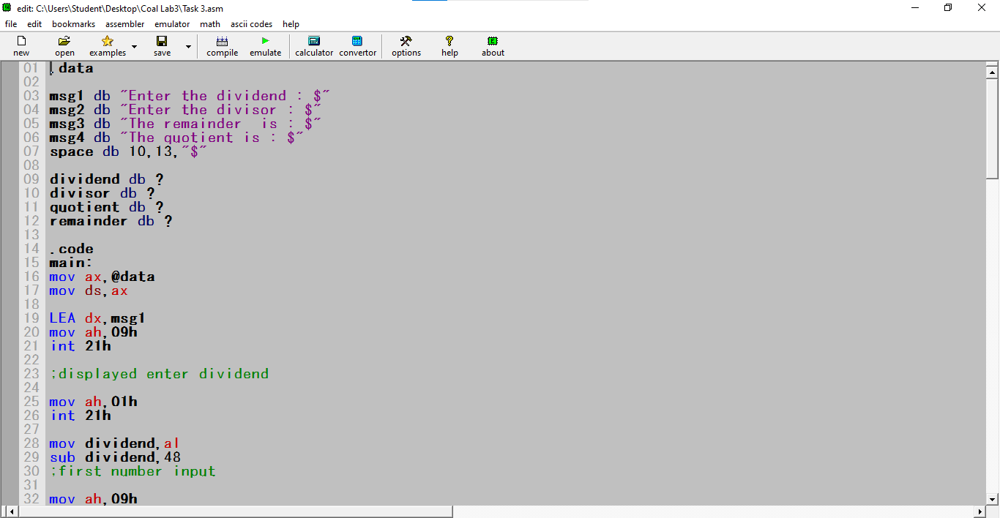 edit: C:\Users\Student\Desktop\Coal Lab3\Task 3.asm
file edit bookmarks assembler emulator math ascii codes help
new open examples save compile emulate calculator convertor options help about
01 .data
02
03 msg1 db "Enter the dividend : $"
04 msg2 db "Enter the divisor : $"
05 msg3 db "The remainder  is : $"
06 msg4 db "The quotient is : $"
07 space db 10,13,"$"
08
09 dividend db ?
10 divisor db ?
11 quotient db ?
12 remainder db ?
13
14 .code
15 main:
16 mov ax,@data
17 mov ds,ax
18
19 LEA dx,msg1
20 mov ah,09h
21 int 21h
22
23 ;displayed enter dividend
24
25 mov ah,01h
26 int 21h
27
28 mov dividend,al
29 sub dividend,48
30 ;first number input
31
32 mov ah,09h